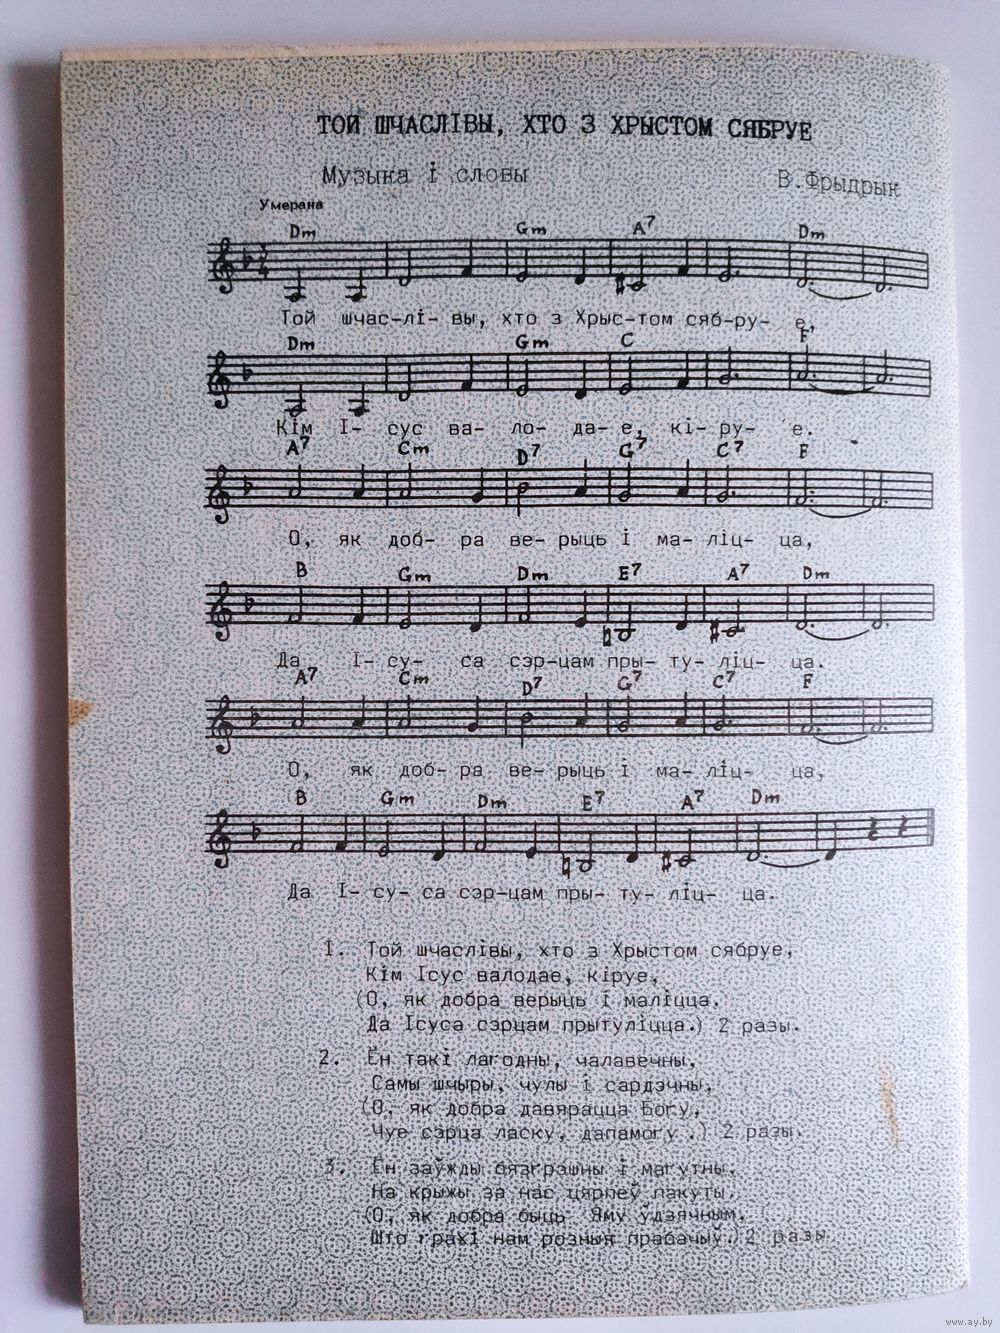 ТОЙ ШЧАСЛІВЫ, ХТО З ХРЫСТОМ СЯБРУЕ
Музыка і словы В.Фрыдрык
Умерана
Dm Gm A7 Dm
Той шчас-лі- вы, хто з Хрыс-том сяб-ру- е,
Dm Gm C F
Кім І- сус ва- ло- да- е, кі- ру- е.
A7 Cm D7 G7 C7 F
О, як доб- ра ве- рыць і ма- ліц- ца,
B Gm Dm E7 A7 Dm
Да І- су- са сэр-цам пры- ту- ліц- ца.
A7 Cm D7 G7 C7 F
О, як доб- ра ве- рыць і ма- ліц- ца,
B Gm Dm E7 A7 Dm
Да І- су- са сэр-цам пры- ту- ліц- ца.
1. Той шчаслівы, хто з Хрыстом сябруе,
Кім Ісус валодае, кіруе,
(О, як добра верыць і маліцца,
Да Ісуса сэрцам прытуліцца.) 2 разы.
2. Ён такі лагодны, чалавечны,
Самы шчыры, чулы і сардэчны,
(О, як добра давярацца Богу,
Чуе сэрца ласку, дапамогу.) 2 разы.
3. Ён заўжды бязгрэшны і магутны,
На крыжы за нас цярпеў пакуты,
(О, як добра быць Яму ўдзячным,
Што грахі нам розныя прабачыў.) 2 разы.
www.ay.by